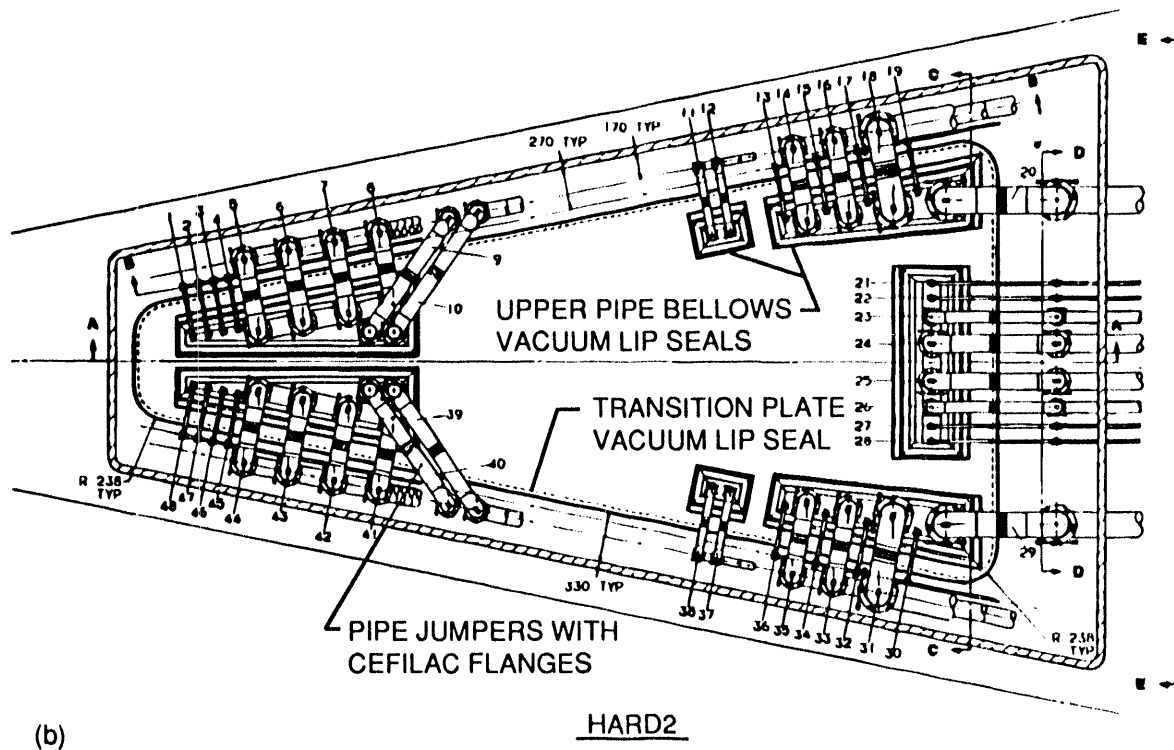 E
C
B
19
18
17
16
15
14
13
12
11
170 TYP
270 TYP
D
20
8
7
6
5
4
3
2
1
B
9
10
A
UPPER PIPE BELLOWS
VACUUM LIP SEALS
21
22
23
24
25
26
27
28
A
39
40
TRANSITION PLATE
VACUUM LIP SEAL
R 238
TYP
48
47
46
45
44
43
42
41
330 TYP
38
37
36
35
34
33
32
31
30
29
D
C
R 238
TYP
E
PIPE JUMPERS WITH
CEFILAC FLANGES
(b)
HARD2